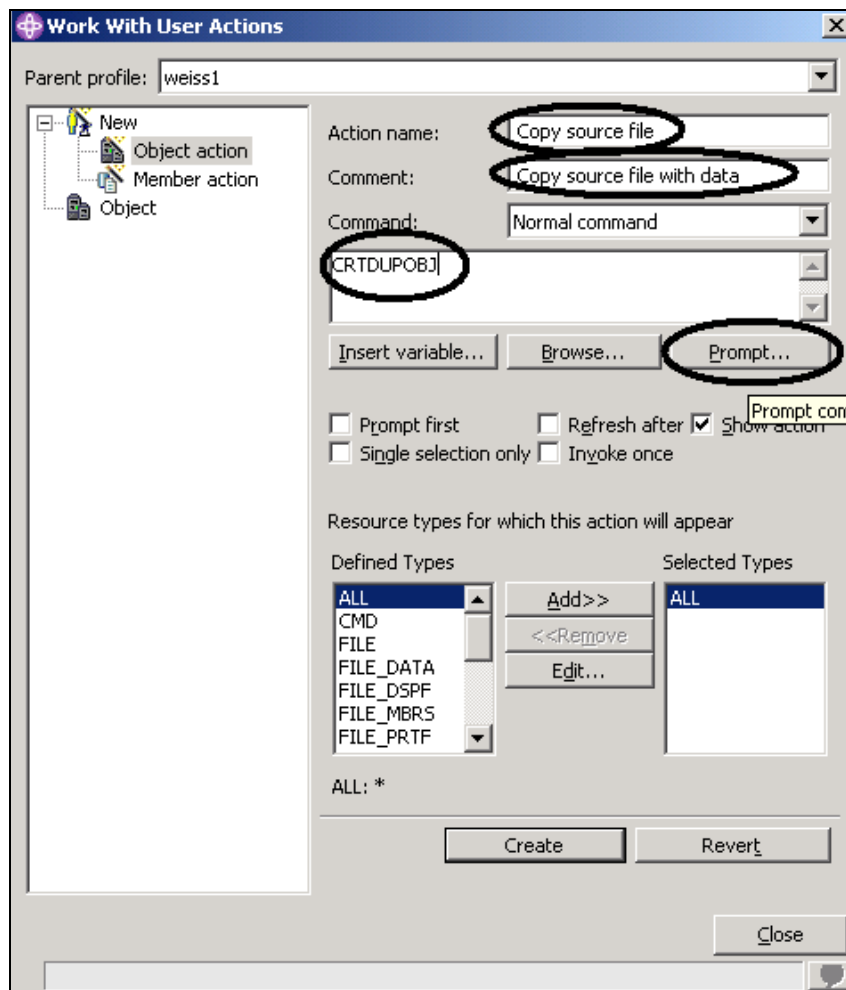 Work With User Actions
Parent profile: weiss1
New
Object action
Member action
Object
Action name: Copy source file
Comment: Copy source file with data
Command: Normal command
CRTDUPOBJ
Insert variable... Browse... Prompt...
Prompt con
Prompt first Refresh after Show action
Single selection only Invoke once
Resource types for which this action will appear
Defined Types Selected Types
ALL Add>> ALL
CMD <<Remove
FILE Edit...
FILE_DATA
FILE_DSPF
FILE_MBRS
FILE_PRTF
ALL: *
Create Revert
Close